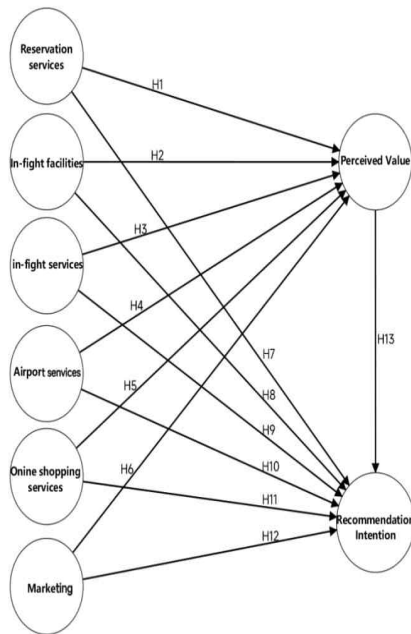 Reservation
services
H1
In-fight facilities
H2
Perceived Value
in-fight services
H3
H4
Airport services
H5
H6
H7
H8
H9
H10
H11
H12
H13
Onine shopping
services
Recommendation
Intention
Marketing